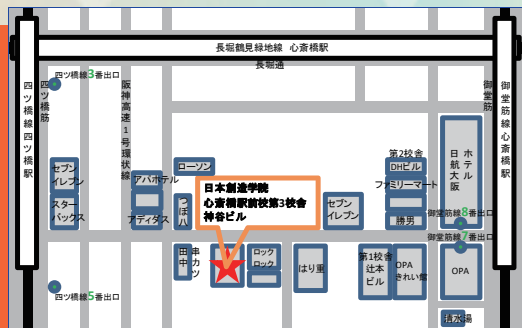 長堀鶴見緑地線 心斎橋駅
長堀通
四ツ橋線四ツ橋駅
四ツ橋筋
四ツ橋線3番出口
阪神高速1号環状線
御堂筋
御堂筋線心斎橋駅
第2校舎
DHビル
ファミリーマート
勝男
ホテル
日航大阪
セブン
イレブン
スター
バックス
アパホテル
アディダス
ローソン
つぼ八
日本創造学院
心斎橋駅前校第3校舎
神谷ビル
セブン
イレブン
御堂筋線8番出口
御堂筋線7番出口
串カツ
田中
ロック
ロック
はり重
第1校舎
辻本
ビル
OPA
きれい館
OPA
清水湯
四ツ橋線5番出口